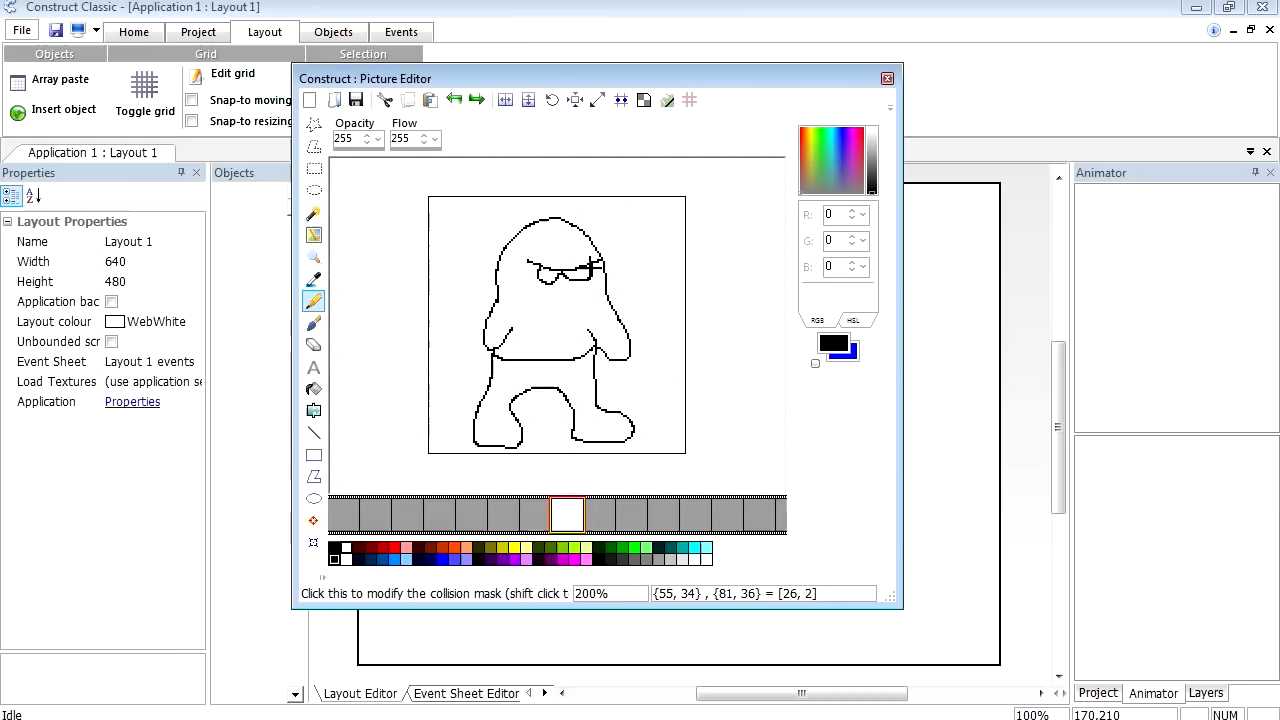 Construct Classic - [Application 1 : Layout 1]
File
Home
Project
Layout
Objects
Events
Objects
Grid
Selection
Array paste
Insert object
Toggle grid
Edit grid
Snap-to moving
Snap-to resizing
Application 1 : Layout 1
Properties
Objects
Animator
Layout Properties
Name Layout 1
Width 640
Height 480
Application bac
Layout colour WebWhite
Unbounded scr
Event Sheet Layout 1 events
Load Textures (use application se
Application Properties
Construct : Picture Editor
Opacity Flow
255 255
R: 0
G: 0
B: 0
RGB HSL
Click this to modify the collision mask (shift click t 200% {55, 34} , {81, 36} = [26, 2]
Layout Editor
Event Sheet Editor
Project
Animator
Layers
Idle
100%
170,210
NUM